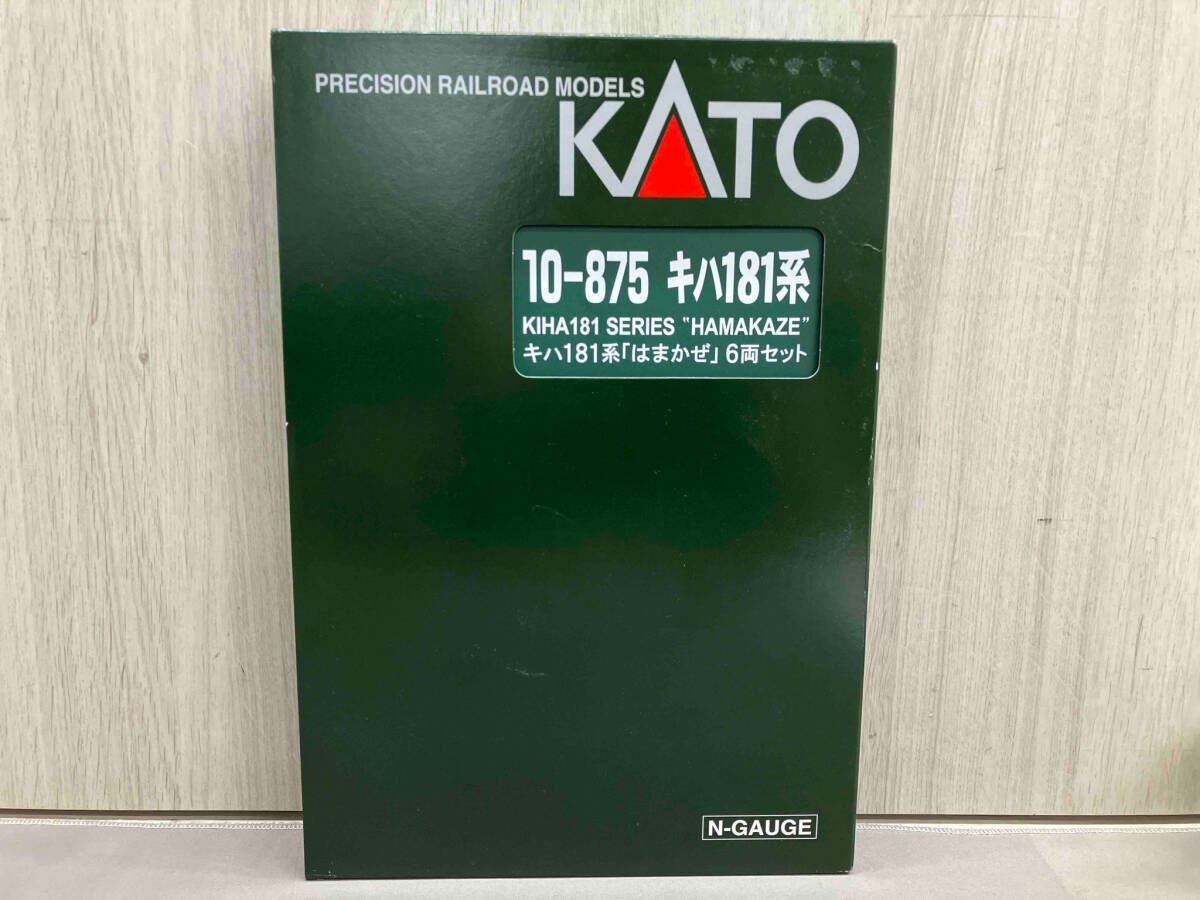 PRECISION RAILROAD MODELS
KATO
10-875 キハ181系
KIHA181 SERIES "HAMAKAZE"
キハ181系「はまかぜ」6両セット
N-GAUGE